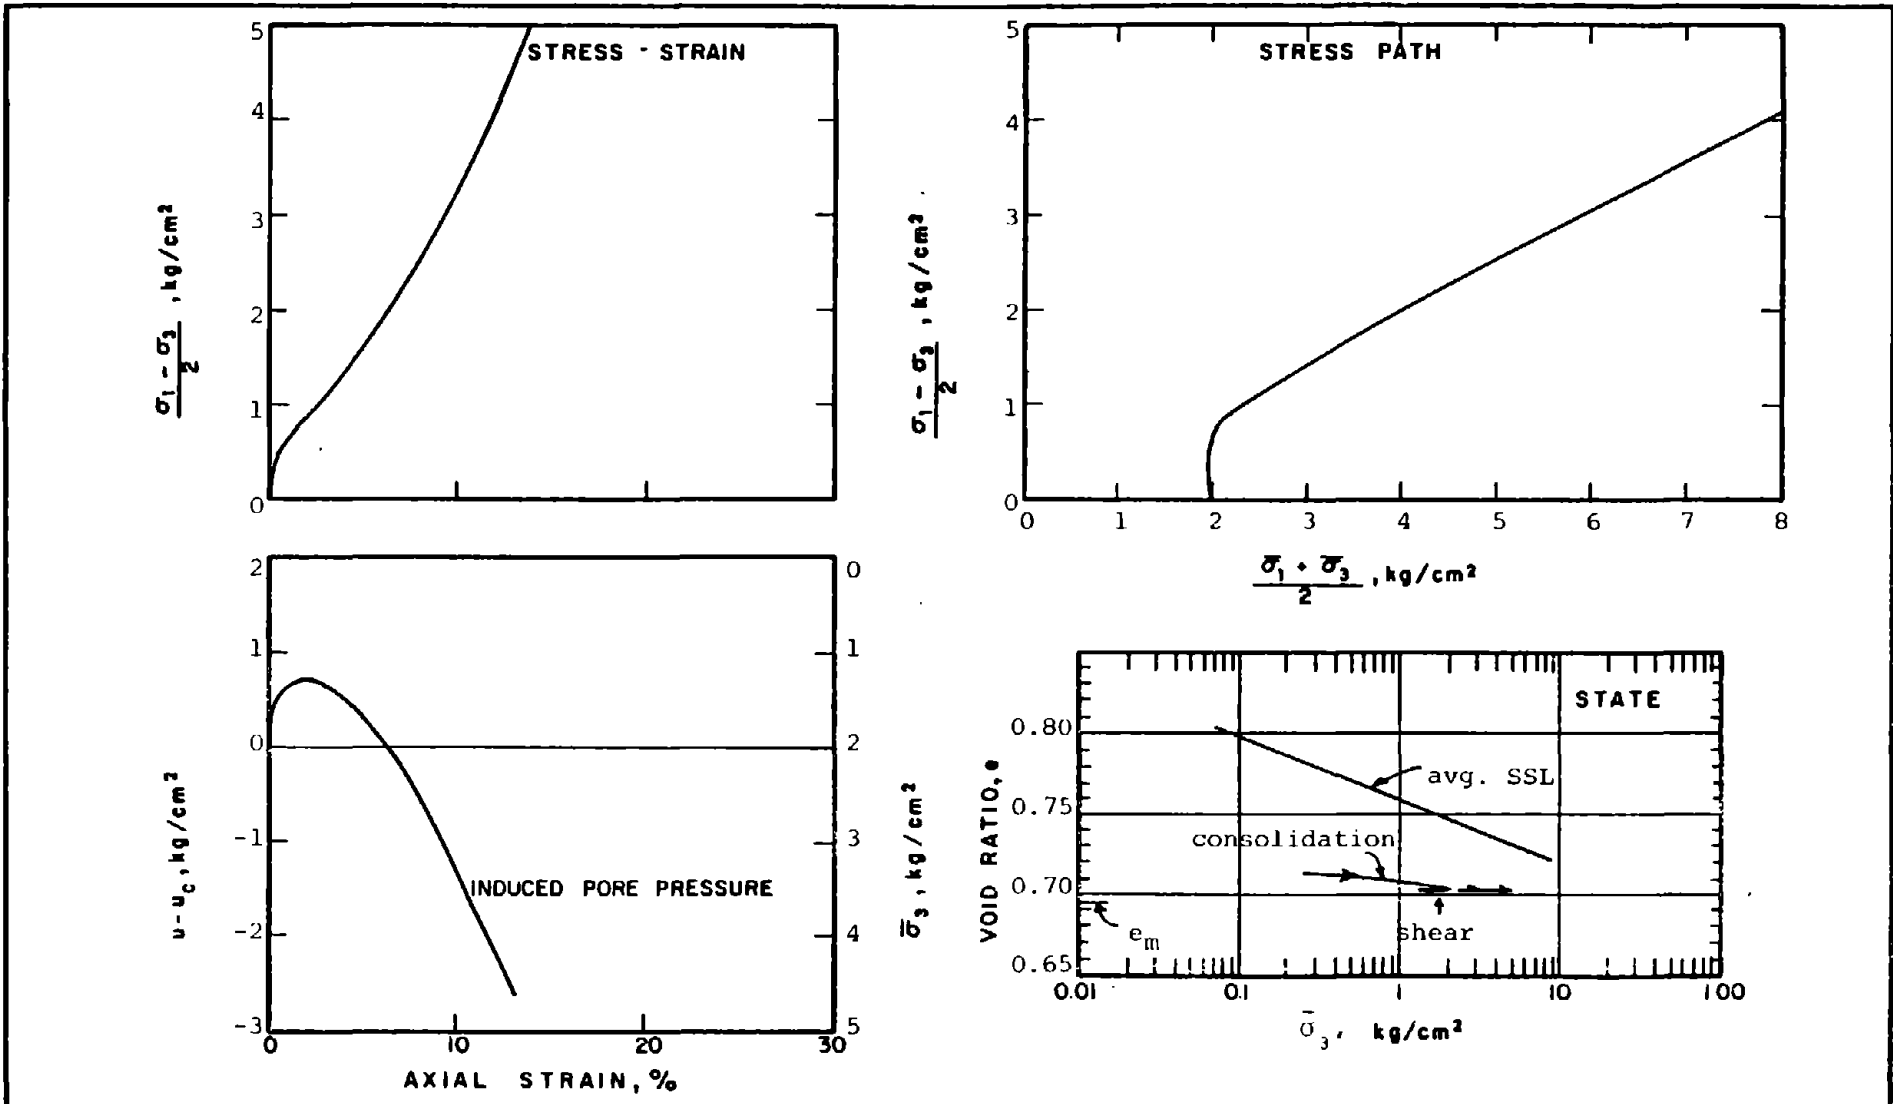 STRESS - STRAIN
5
4
3
2
1
0
σ₁ - σ₃
2
, kg/cm²
STRESS PATH
5
4
3
2
1
0
0 1 2 3 4 5 6 7 8
σ₁ - σ₃
2
, kg/cm²
σ̄₁ + σ̄₃
2
, kg/cm²
2
1
0
-1
-2
-3
u-u_c, kg/cm²
0
1
2
3
4
5
σ̄₃, kg/cm²
INDUCED PORE PRESSURE
0 10 20 30
AXIAL STRAIN, %
STATE
0.80
0.75
0.70
0.65
VOID RATIO, e
avg. SSL
consolidation
e_m
shear
0.01 0.1 1 10 100
σ̄₃, kg/cm²